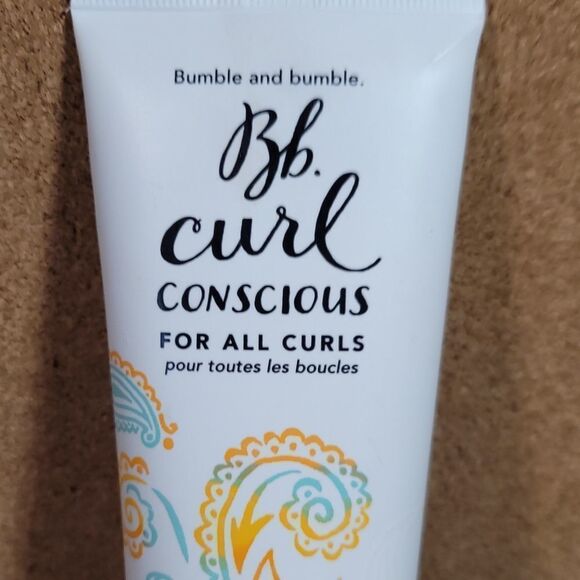 Bumble and bumble.
Bb.
curl
CONSCIOUS
FOR ALL CURLS
pour toutes les boucles